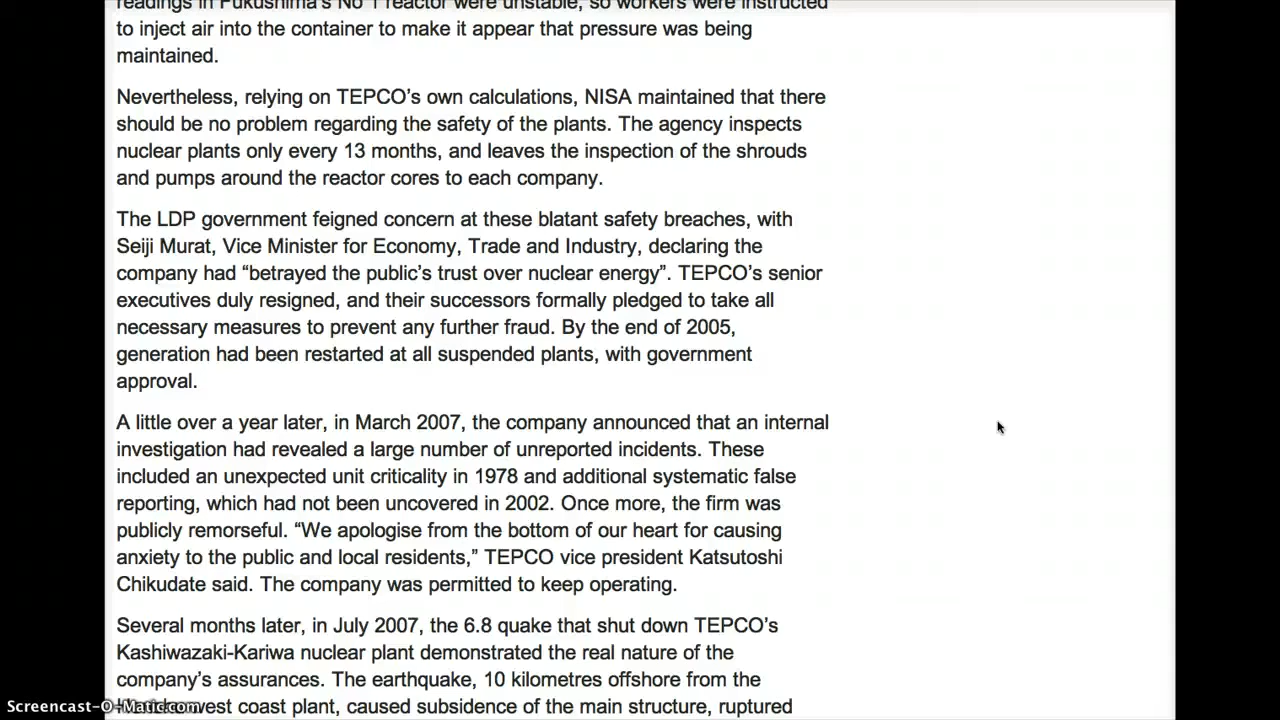 readings in Fukushima's No 1 reactor were unstable, so workers were instructed
to inject air into the container to make it appear that pressure was being
maintained.
Nevertheless, relying on TEPCO’s own calculations, NISA maintained that there
should be no problem regarding the safety of the plants. The agency inspects
nuclear plants only every 13 months, and leaves the inspection of the shrouds
and pumps around the reactor cores to each company.
The LDP government feigned concern at these blatant safety breaches, with
Seiji Murat, Vice Minister for Economy, Trade and Industry, declaring the
company had “betrayed the public’s trust over nuclear energy”. TEPCO’s senior
executives duly resigned, and their successors formally pledged to take all
necessary measures to prevent any further fraud. By the end of 2005,
generation had been restarted at all suspended plants, with government
approval.
A little over a year later, in March 2007, the company announced that an internal
investigation had revealed a large number of unreported incidents. These
included an unexpected unit criticality in 1978 and additional systematic false
reporting, which had not been uncovered in 2002. Once more, the firm was
publicly remorseful. “We apologise from the bottom of our heart for causing
anxiety to the public and local residents,” TEPCO vice president Katsutoshi
Chikudate said. The company was permitted to keep operating.
Several months later, in July 2007, the 6.8 quake that shut down TEPCO’s
Kashiwazaki-Kariwa nuclear plant demonstrated the real nature of the
company’s assurances. The earthquake, 10 kilometres offshore from the
west coast plant, caused subsidence of the main structure, ruptured
Screencast-O-Matic.com